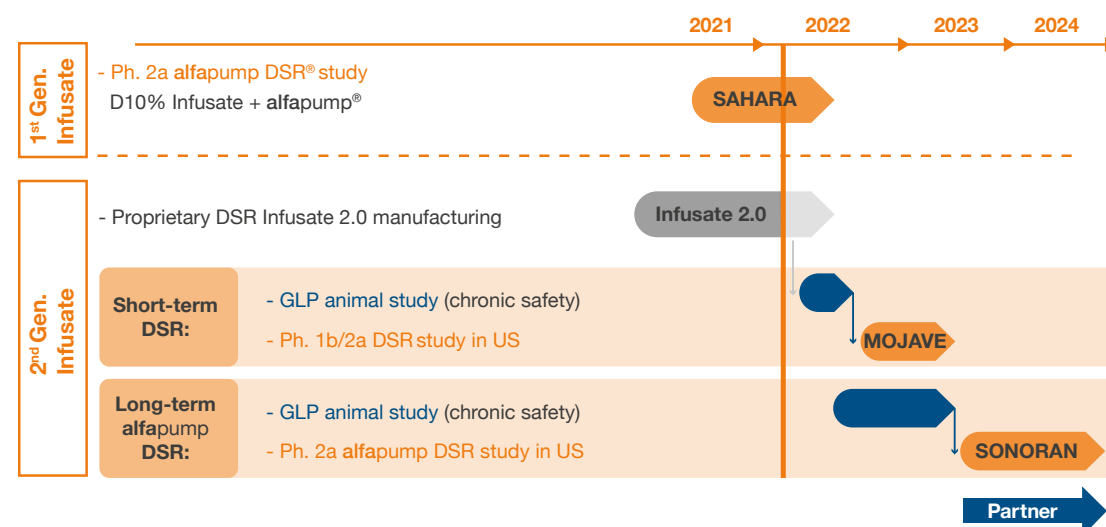 2021 2022 2023 2024
1st Gen.
Infusate
- Ph. 2a alfapump DSR® study
D10% Infusate + alfapump®
SAHARA
2nd Gen.
Infusate
- Proprietary DSR Infusate 2.0 manufacturing
Infusate 2.0
Short-term
DSR:
- GLP animal study (chronic safety)
- Ph. 1b/2a DSR study in US
MOJAVE
Long-term
alfapump
DSR:
- GLP animal study (chronic safety)
- Ph. 2a alfapump DSR study in US
SONORAN
Partner